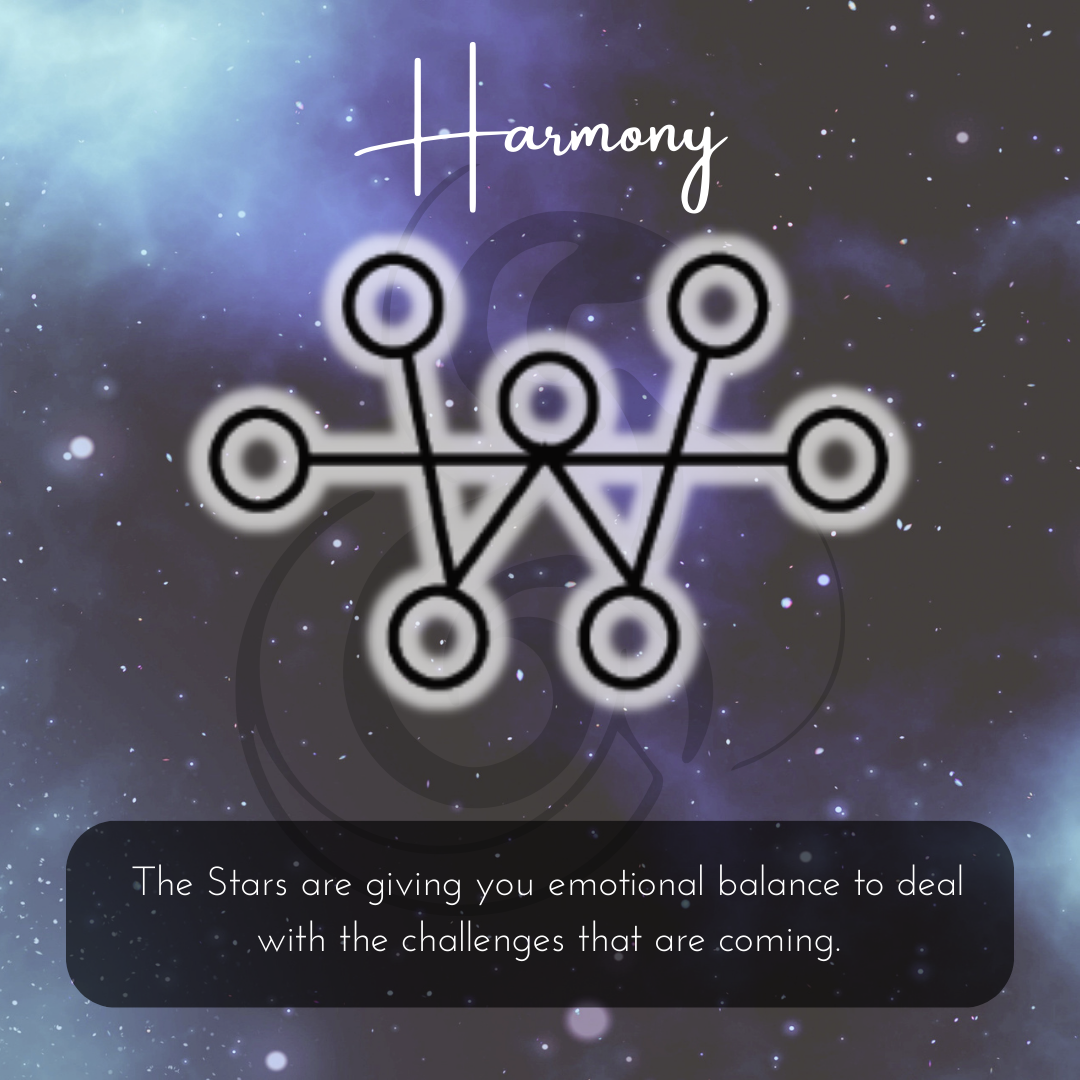 Harmony
The Stars are giving you emotional balance to deal
with the challenges that are coming.